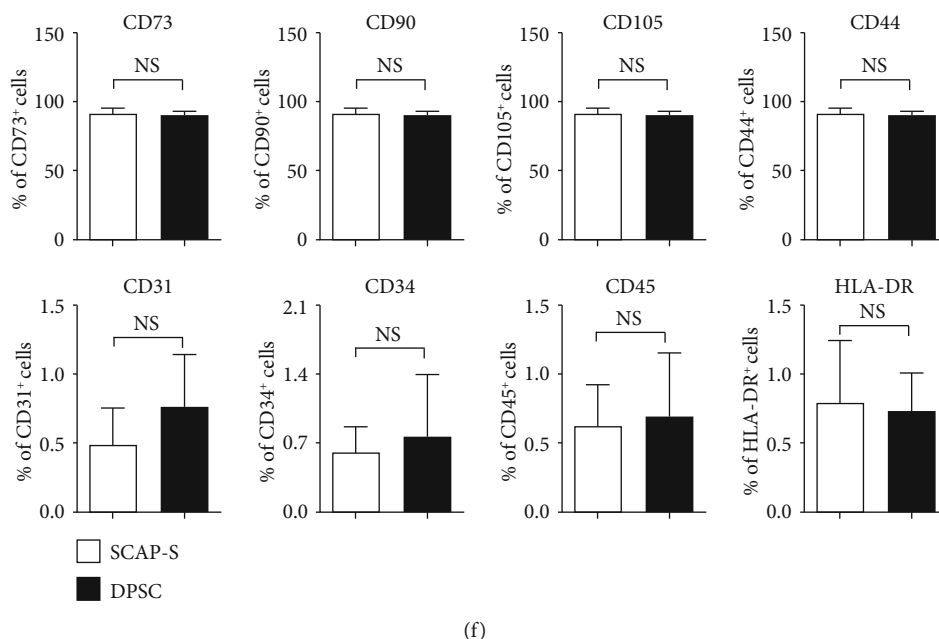 CD73
% of CD73⁺ cells
150
100
50
0
NS
CD90
% of CD90⁺ cells
150
100
50
0
NS
CD105
% of CD105⁺ cells
150
100
50
0
NS
CD44
% of CD44⁺ cells
150
100
50
0
NS
CD31
% of CD31⁺ cells
1.5
1.0
0.5
0.0
NS
CD34
% of CD34⁺ cells
2.1
1.4
0.7
0.0
NS
CD45
% of CD45⁺ cells
1.5
1.0
0.5
0.0
NS
HLA-DR
% of HLA-DR⁺ cells
1.5
1.0
0.5
0.0
NS
SCAP-S
DPSC
(f)